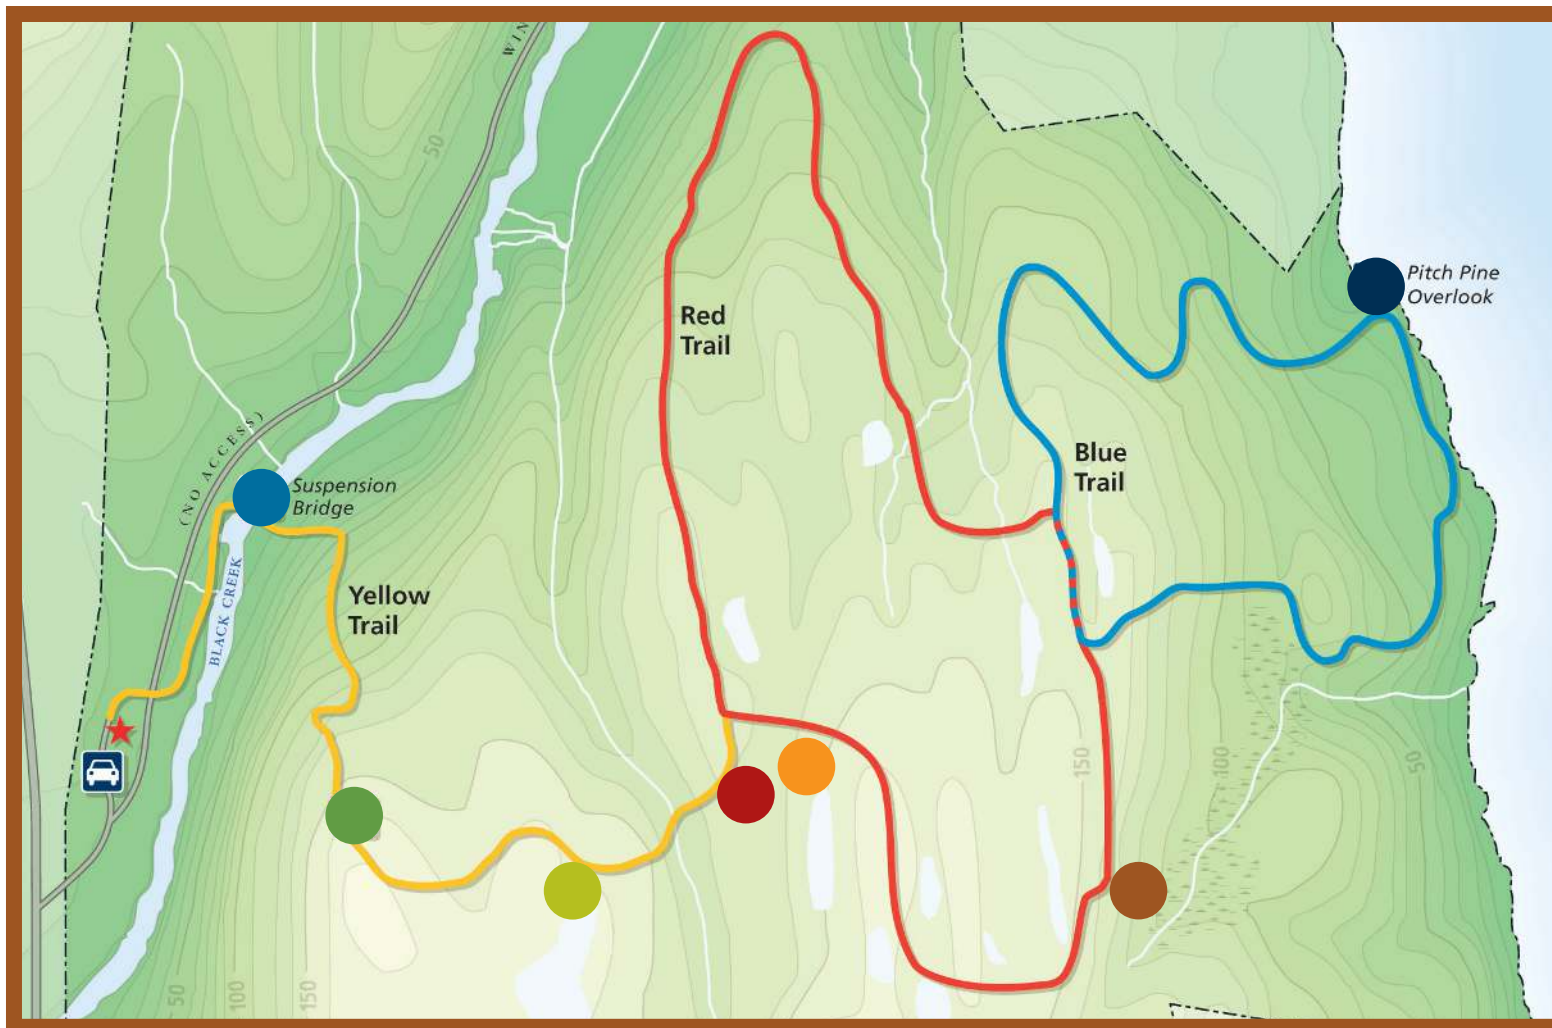 WIN
50
Pitch Pine
Overlook
Red
Trail
(NO ACCESS)
Blue
Trail
Suspension
Bridge
BLACK CREEK
Yellow
Trail
150
100
50
50
100
150